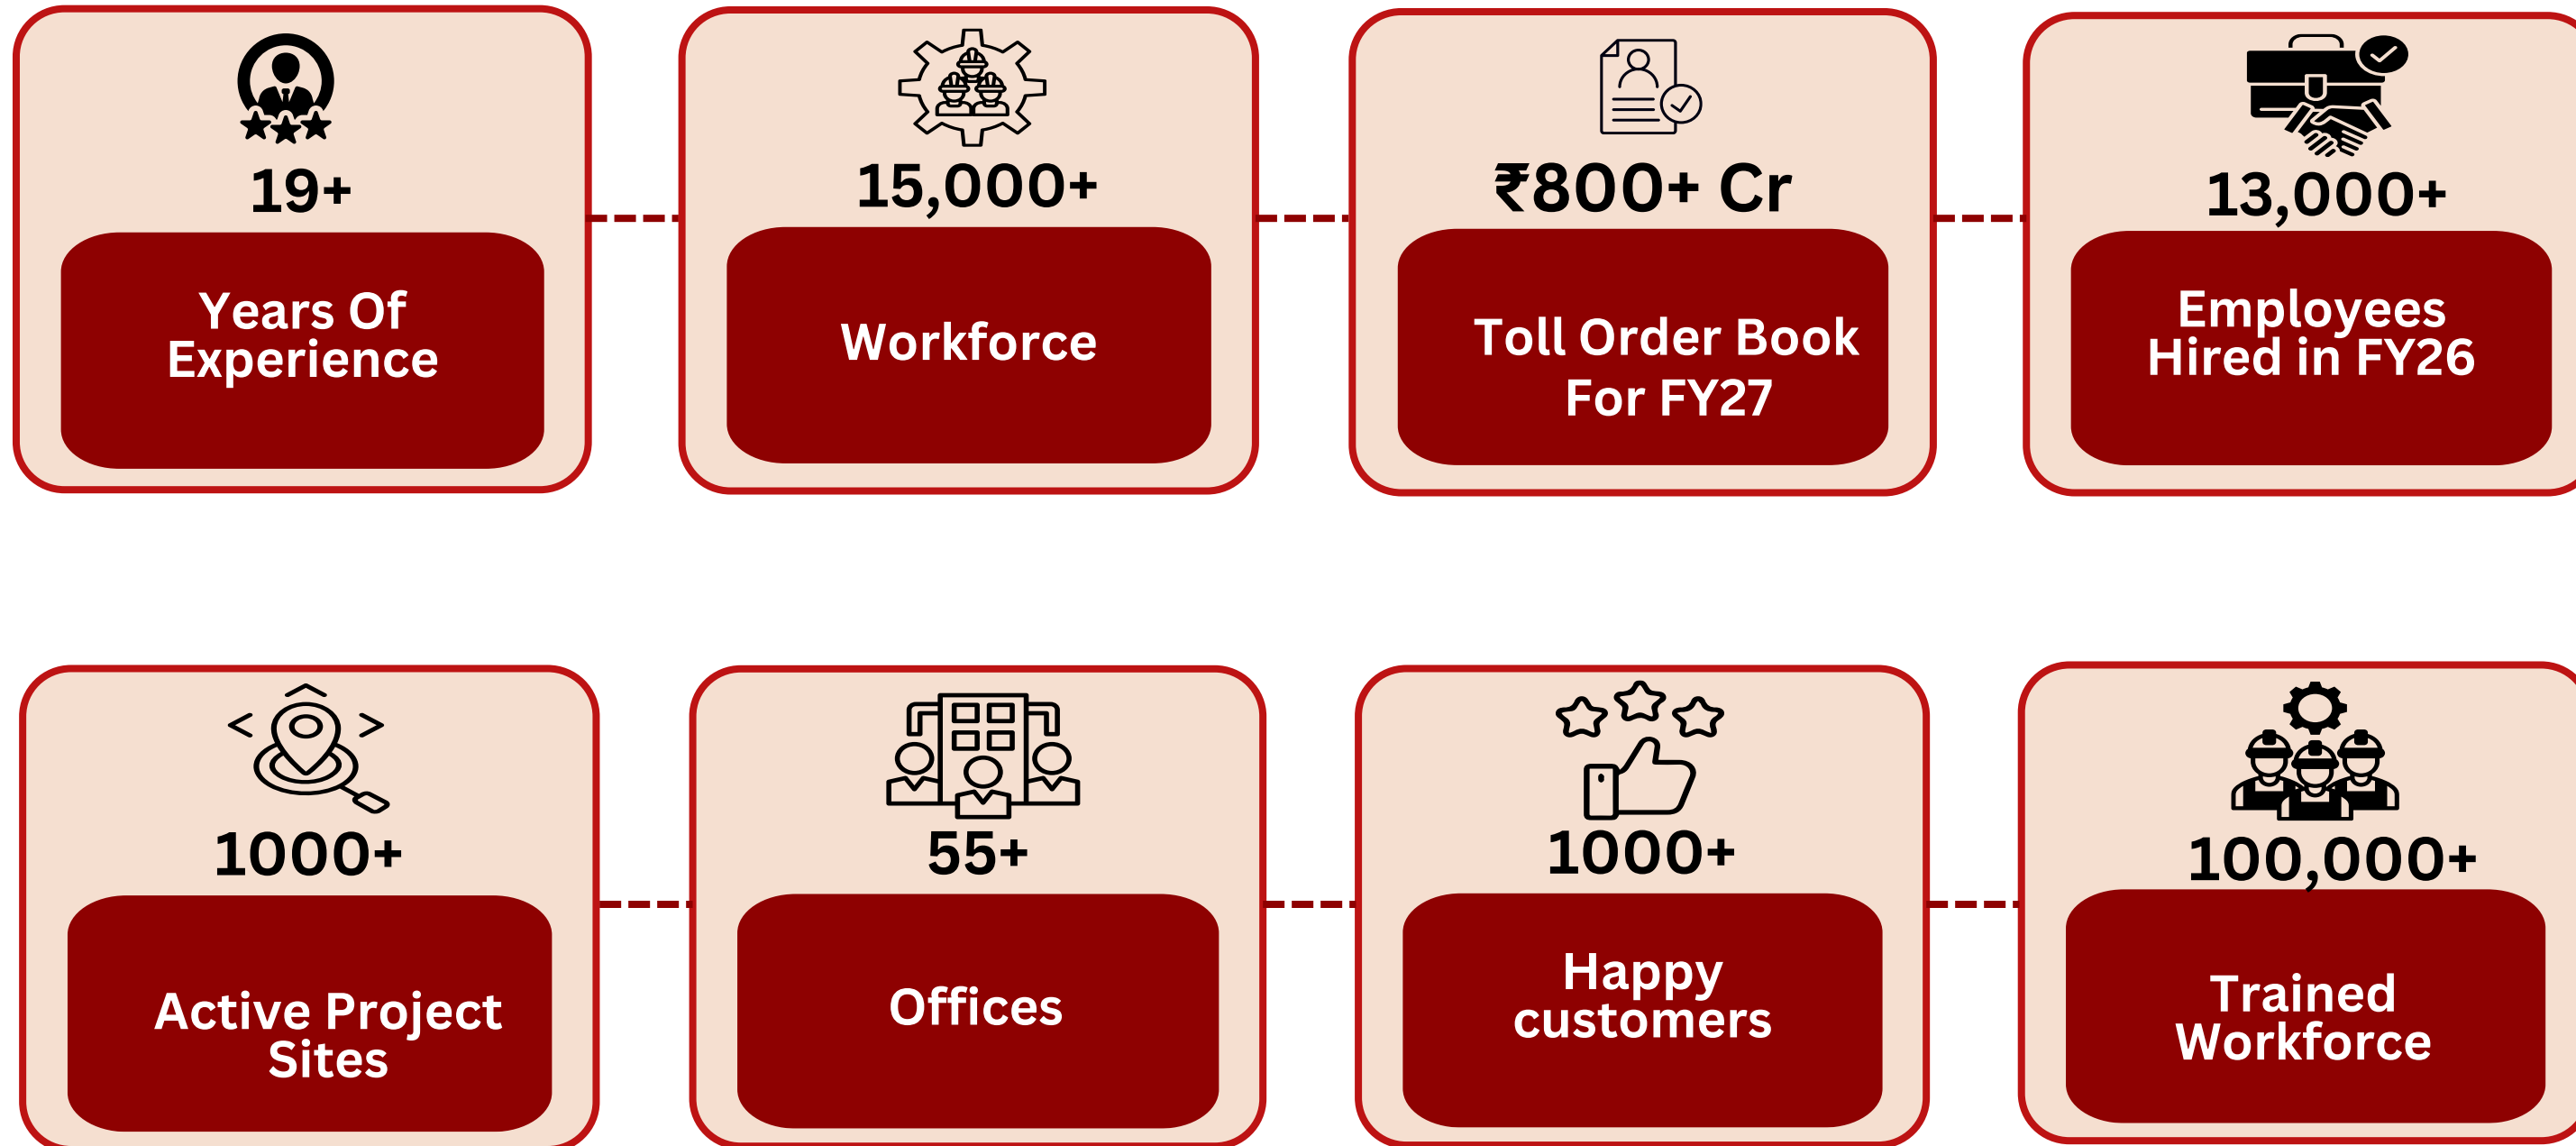 19+
Years Of
Experience
15,000+
Workforce
₹800+ Cr
Toll Order Book
For FY27
13,000+
Employees
Hired in FY26
1000+
Active Project
Sites
55+
Offices
1000+
Happy
customers
100,000+
Trained
Workforce